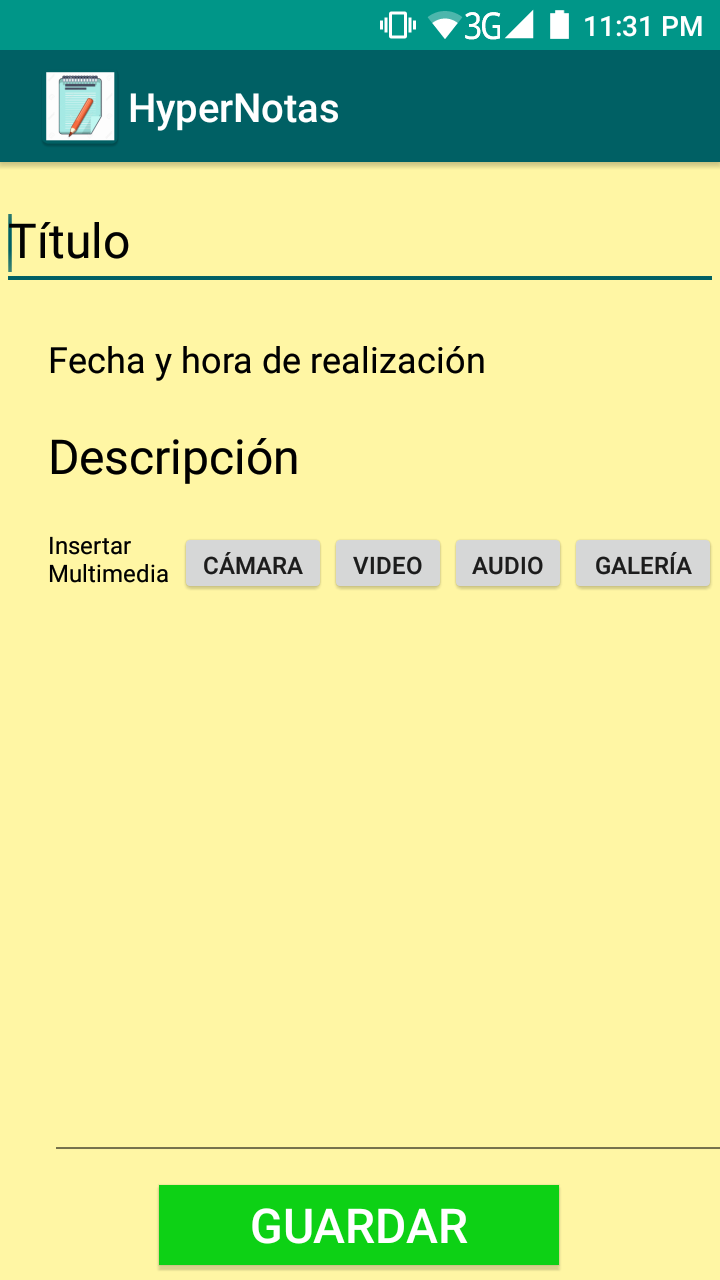 3G 11:31 PM
HyperNotas
Título
Fecha y hora de realización
Descripción
Insertar
Multimedia
CÁMARA VIDEO AUDIO GALERÍA
GUARDAR